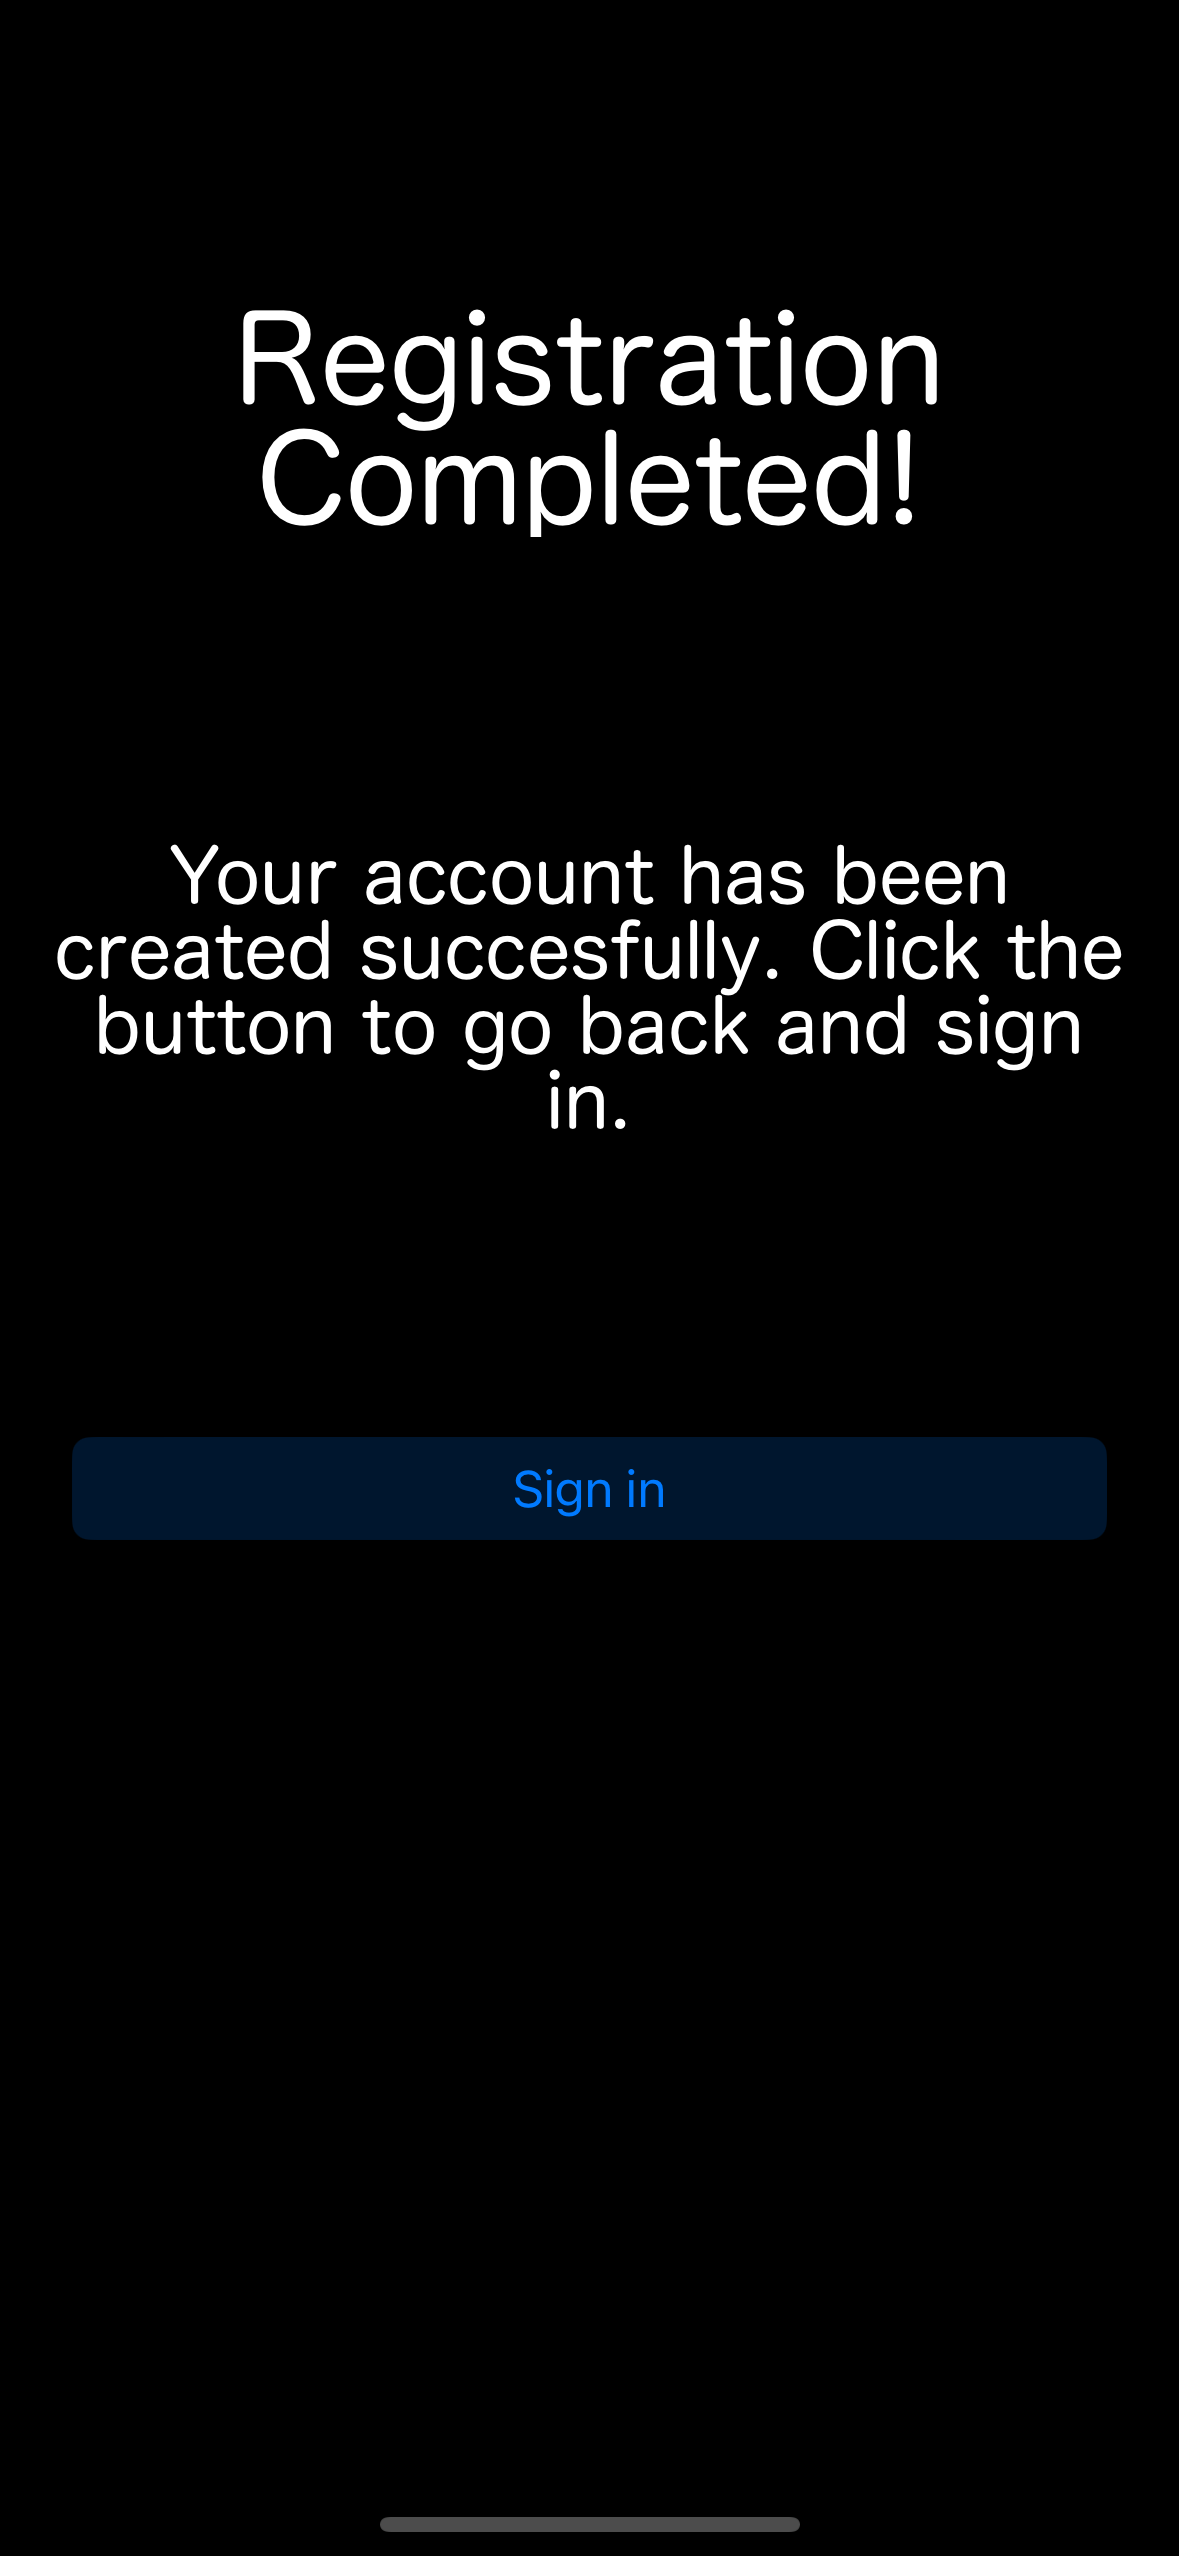 Registration
Completed!
Your account has been
created succesfully. Click the
button to go back and sign
in.
Sign in